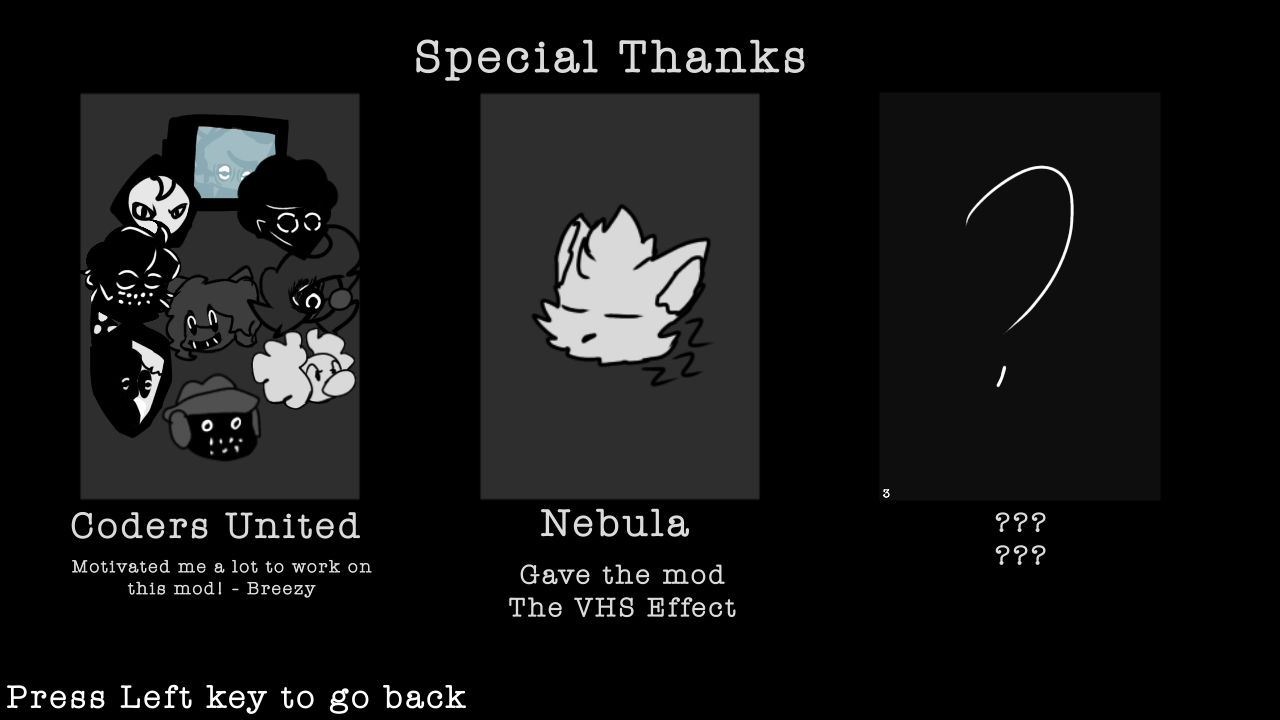 Special Thanks
3
Coders United
Motivated me a lot to work on
this mod! - Breezy
Nebula
Gave the mod
The VHS Effect
???
???
Press Left key to go back